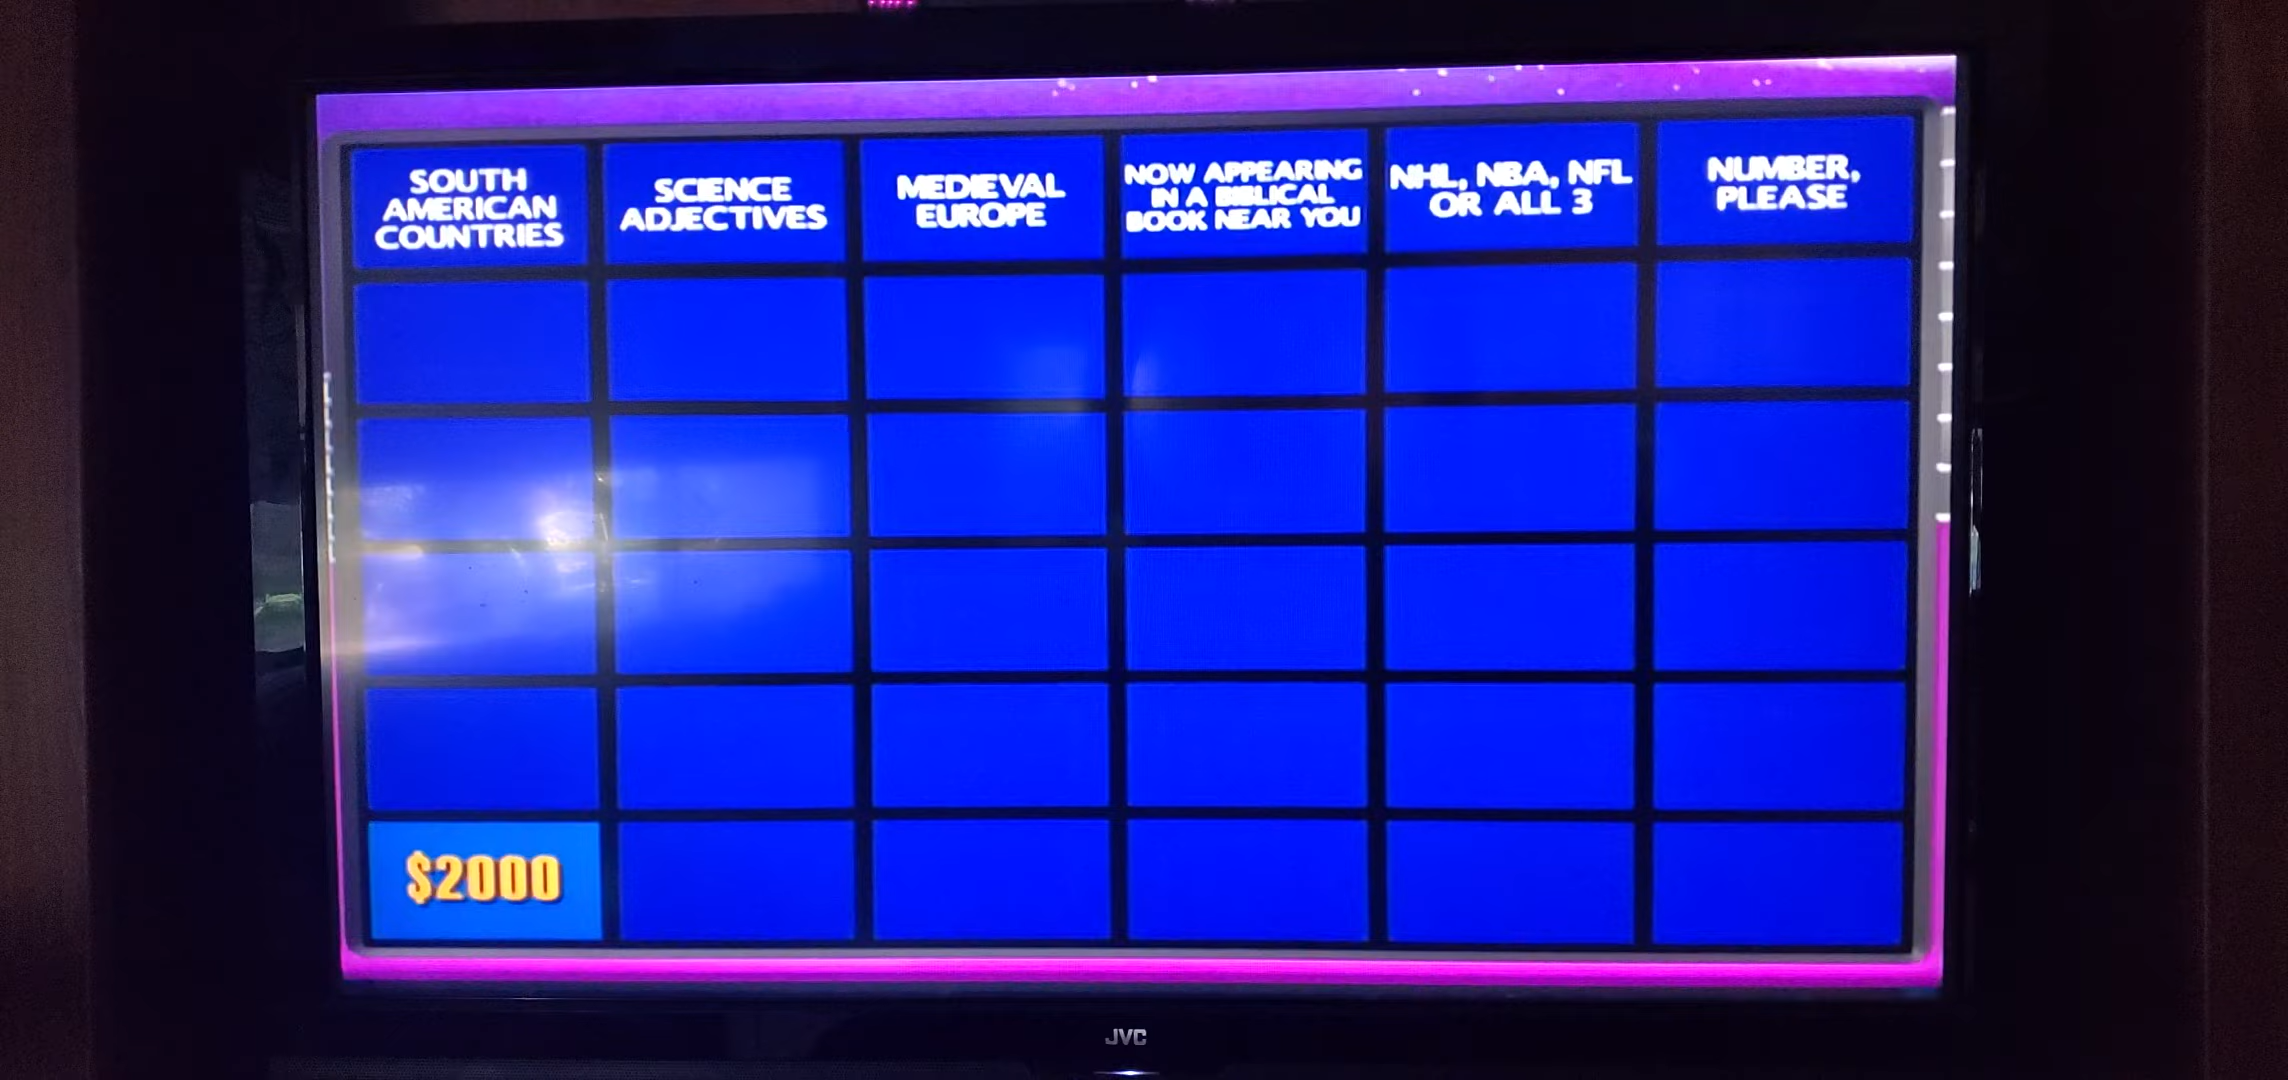 SOUTH
AMERICAN
COUNTRIES
SCIENCE
ADJECTIVES
MEDIEVAL
EUROPE
NOW APPEARING
IN A BIBLICAL
BOOK NEAR YOU
NHL, NBA, NFL
OR ALL 3
NUMBER,
PLEASE
$2000
JVC